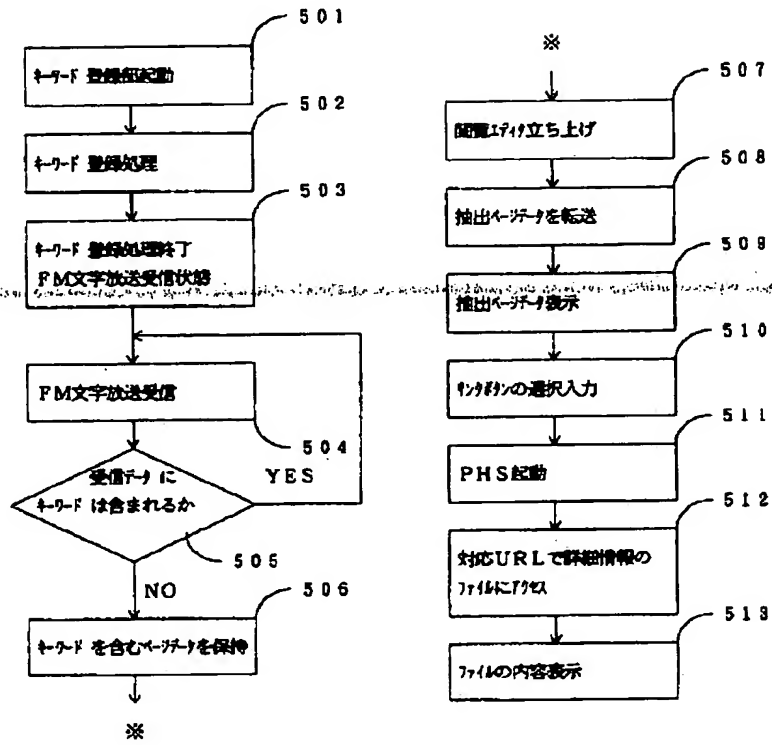 501
キーワード 登録部起動
502
キーワード 登録処理
503
キーワード 登録処理終了
FM文字放送受信状態
FM文字放送受信
504
受信データ に
キーワード は含まれるか
YES
505
NO
506
キーワード を含むページデータを保持
※
※
507
閲覧エディタ立ち上げ
508
抽出ページデータを転送
509
抽出ページデータ表示
510
リンクボタンの選択入力
511
PHS起動
512
対応URLで詳細情報の
ファイルにアクセス
513
ファイルの内容表示